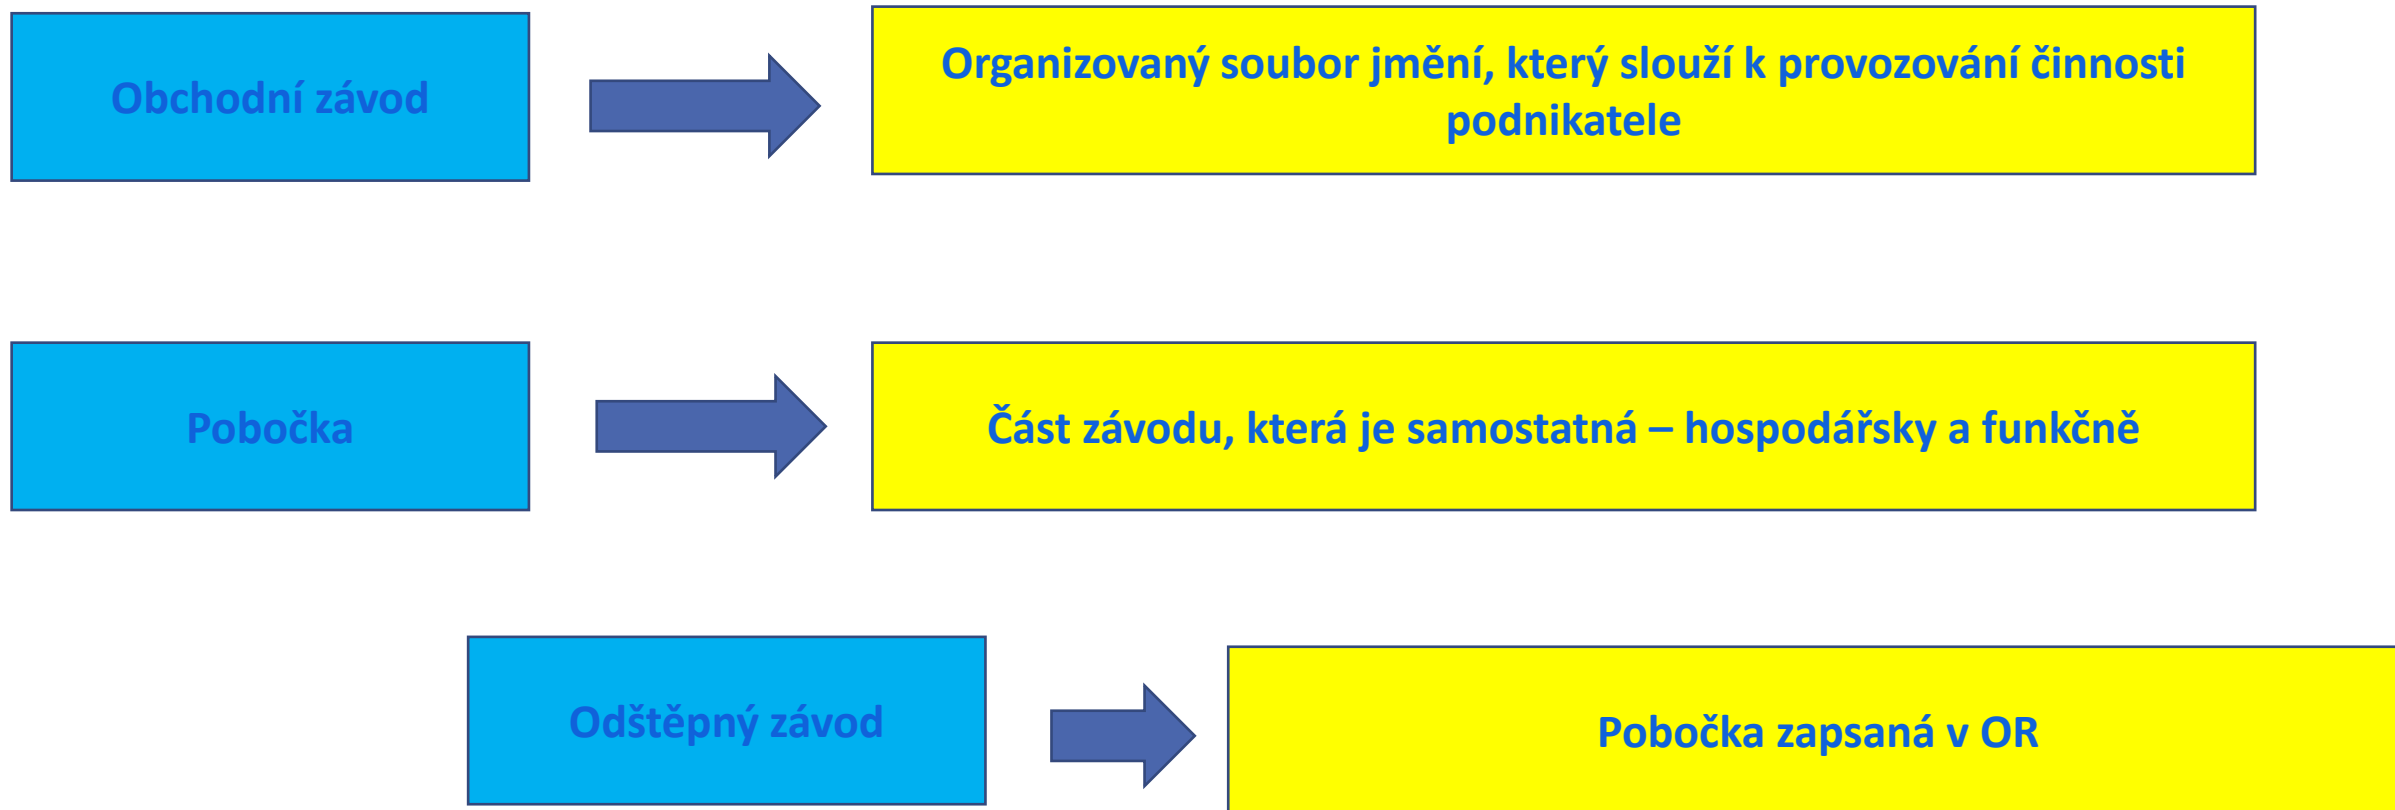 Obchodní závod
Organizovaný soubor jmění, který slouží k provozování činnosti
podnikatele
Pobočka
Část závodu, která je samostatná – hospodářsky a funkčně
Odštěpný závod
Pobočka zapsaná v OR